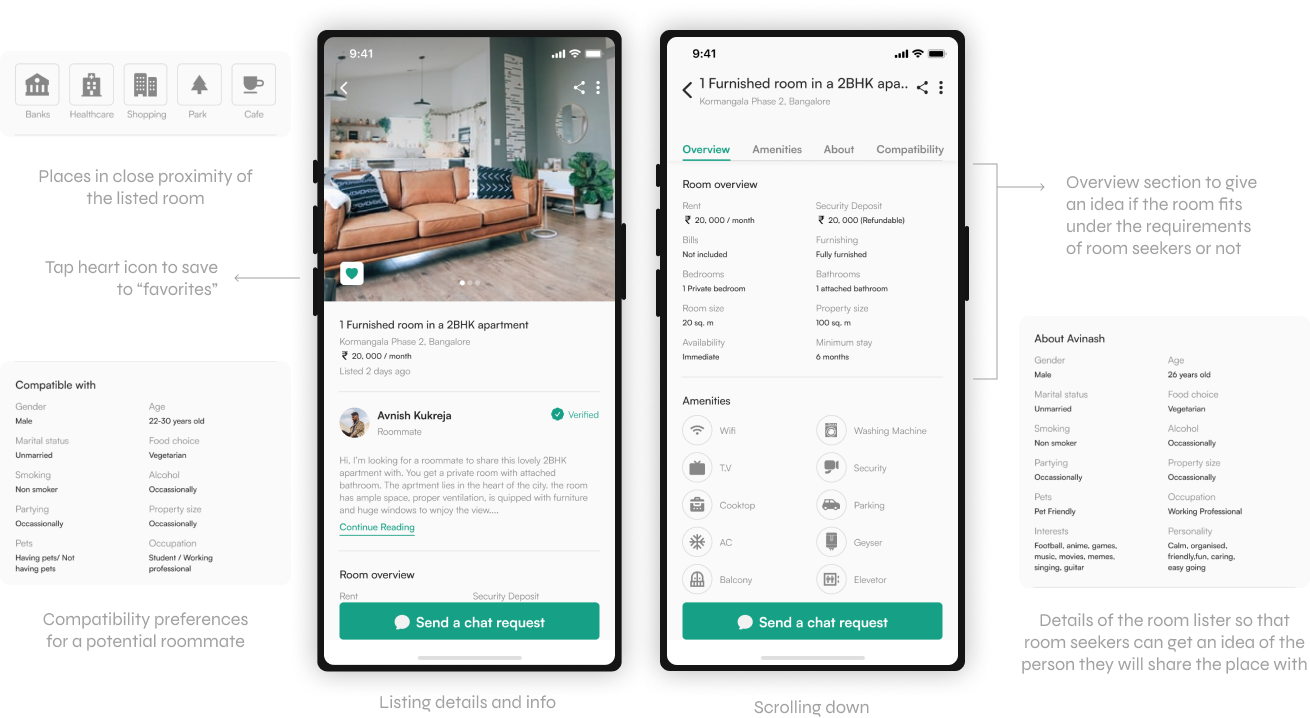 Banks
Healthcare
Shopping
Park
Cafe
Places in close proximity of
the listed room
Tap heart icon to save
to “favorites”
Compatible with
Gender
Age
Male
22-30 years old
Marital status
Food choice
Unmarried
Vegetarian
Smoking
Alcohol
Non smoker
Occassionally
Partying
Property size
Occassionally
Occassionally
Pets
Occupation
Having pets/ Not
having pets
Student / Working
professional
Compatibility preferences
for a potential roommate
9:41
1 Furnished room in a 2BHK apartment
Kormangala Phase 2, Bangalore
₹ 20, 000 / month
Listed 2 days ago
Avnish Kukreja
Verified
Roommate
Hi, I’m looking for a roommate to share this lovely 2BHK
apartment with. You get a private room with attached
bathroom. The aprtment lies in the heart of the city. the room
has ample space, proper ventilation, is quipped with furniture
and huge windows to wnjoy the view....
Continue Reading
Room overview
Rent
Security Deposit
Send a chat request
Listing details and info
9:41
1 Furnished room in a 2BHK apa..
Kormangala Phase 2, Bangalore
Overview
Amenities
About
Compatibility
Room overview
Rent
Security Deposit
₹ 20, 000 / month
₹ 20, 000 (Refundable)
Bills
Furnishing
Not included
Fully furnished
Bedrooms
Bathrooms
1 Private bedroom
1 attached bathroom
Room size
Property size
20 sq. m
100 sq. m
Availability
Minimum stay
Immediate
6 months
Amenities
Wifi
Washing Machine
T.V
Security
Cooktop
Parking
AC
Geyser
Balcony
Elevetor
Send a chat request
Scrolling down
Overview section to give
an idea if the room fits
under the requirements
of room seekers or not
About Avinash
Gender
Age
Male
26 years old
Marital status
Food choice
Unmarried
Vegetarian
Smoking
Alcohol
Non smoker
Occassionally
Partying
Property size
Occassionally
Occassionally
Pets
Occupation
Pet Friendly
Working Professional
Interests
Personality
Football, anime, games,
music, movies, memes,
singing, guitar
Calm, organised,
friendly,fun, caring,
easy going
Details of the room lister so that
room seekers can get an idea of the
person they will share the place with